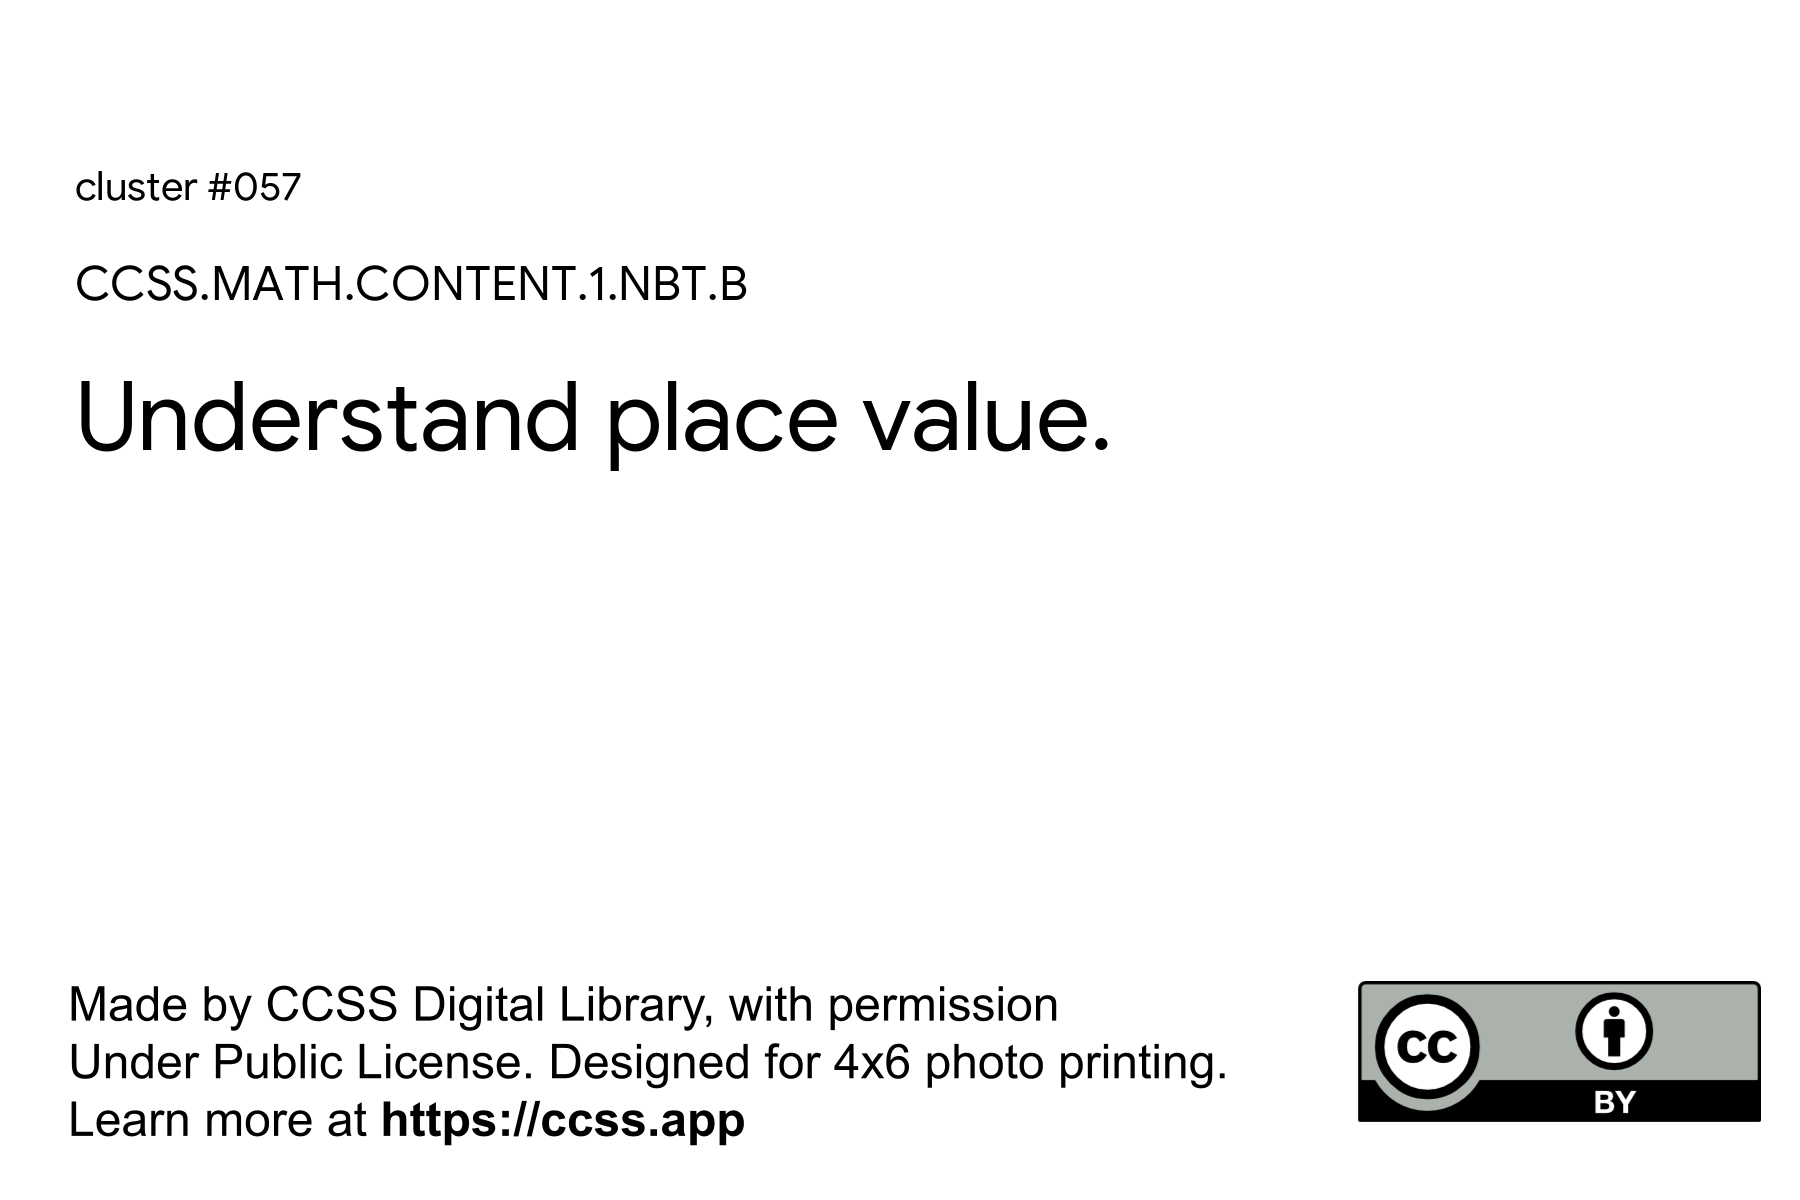 cluster #057
CCSS.MATH.CONTENT.1.NBT.B
Understand place value.
Made by CCSS Digital Library, with permission
Under Public License. Designed for 4x6 photo printing.
Learn more at https://ccss.app
CC
BY